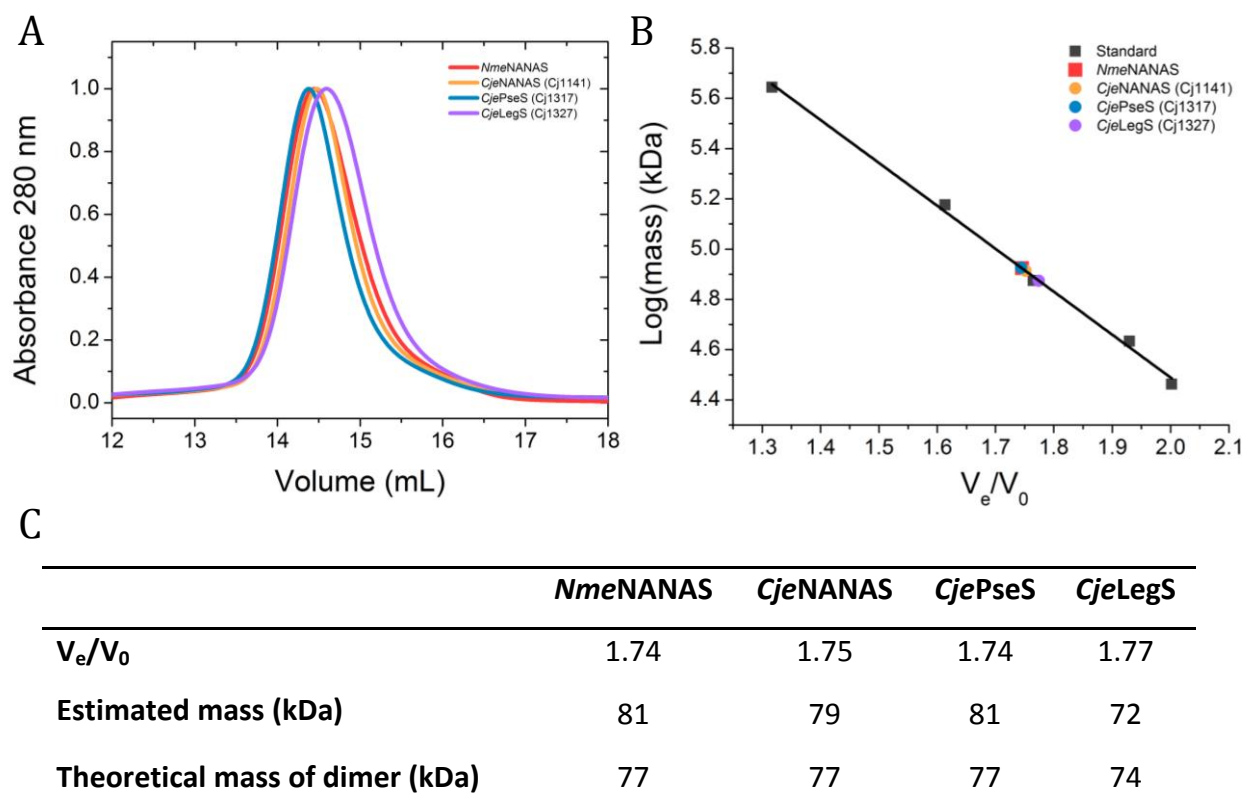 A
NmeNANAS
CjeNANAS (Cj1141)
CjePseS (Cj1317)
CjeLegS (Cj1327)
1.0
0.8
0.6
0.4
0.2
0.0
Absorbance 280 nm
12 13 14 15 16 17 18
Volume (mL)
B
Standard
NmeNANAS
CjeNANAS (Cj1141)
CjePseS (Cj1317)
CjeLegS (Cj1327)
5.8
5.6
5.4
5.2
5.0
4.8
4.6
4.4
Log(mass) (kDa)
1.3 1.4 1.5 1.6 1.7 1.8 1.9 2.0 2.1
Ve/V0
C
NmeNANAS CjeNANAS CjePseS CjeLegS
Ve/V0 1.74 1.75 1.74 1.77
Estimated mass (kDa) 81 79 81 72
Theoretical mass of dimer (kDa) 77 77 77 74